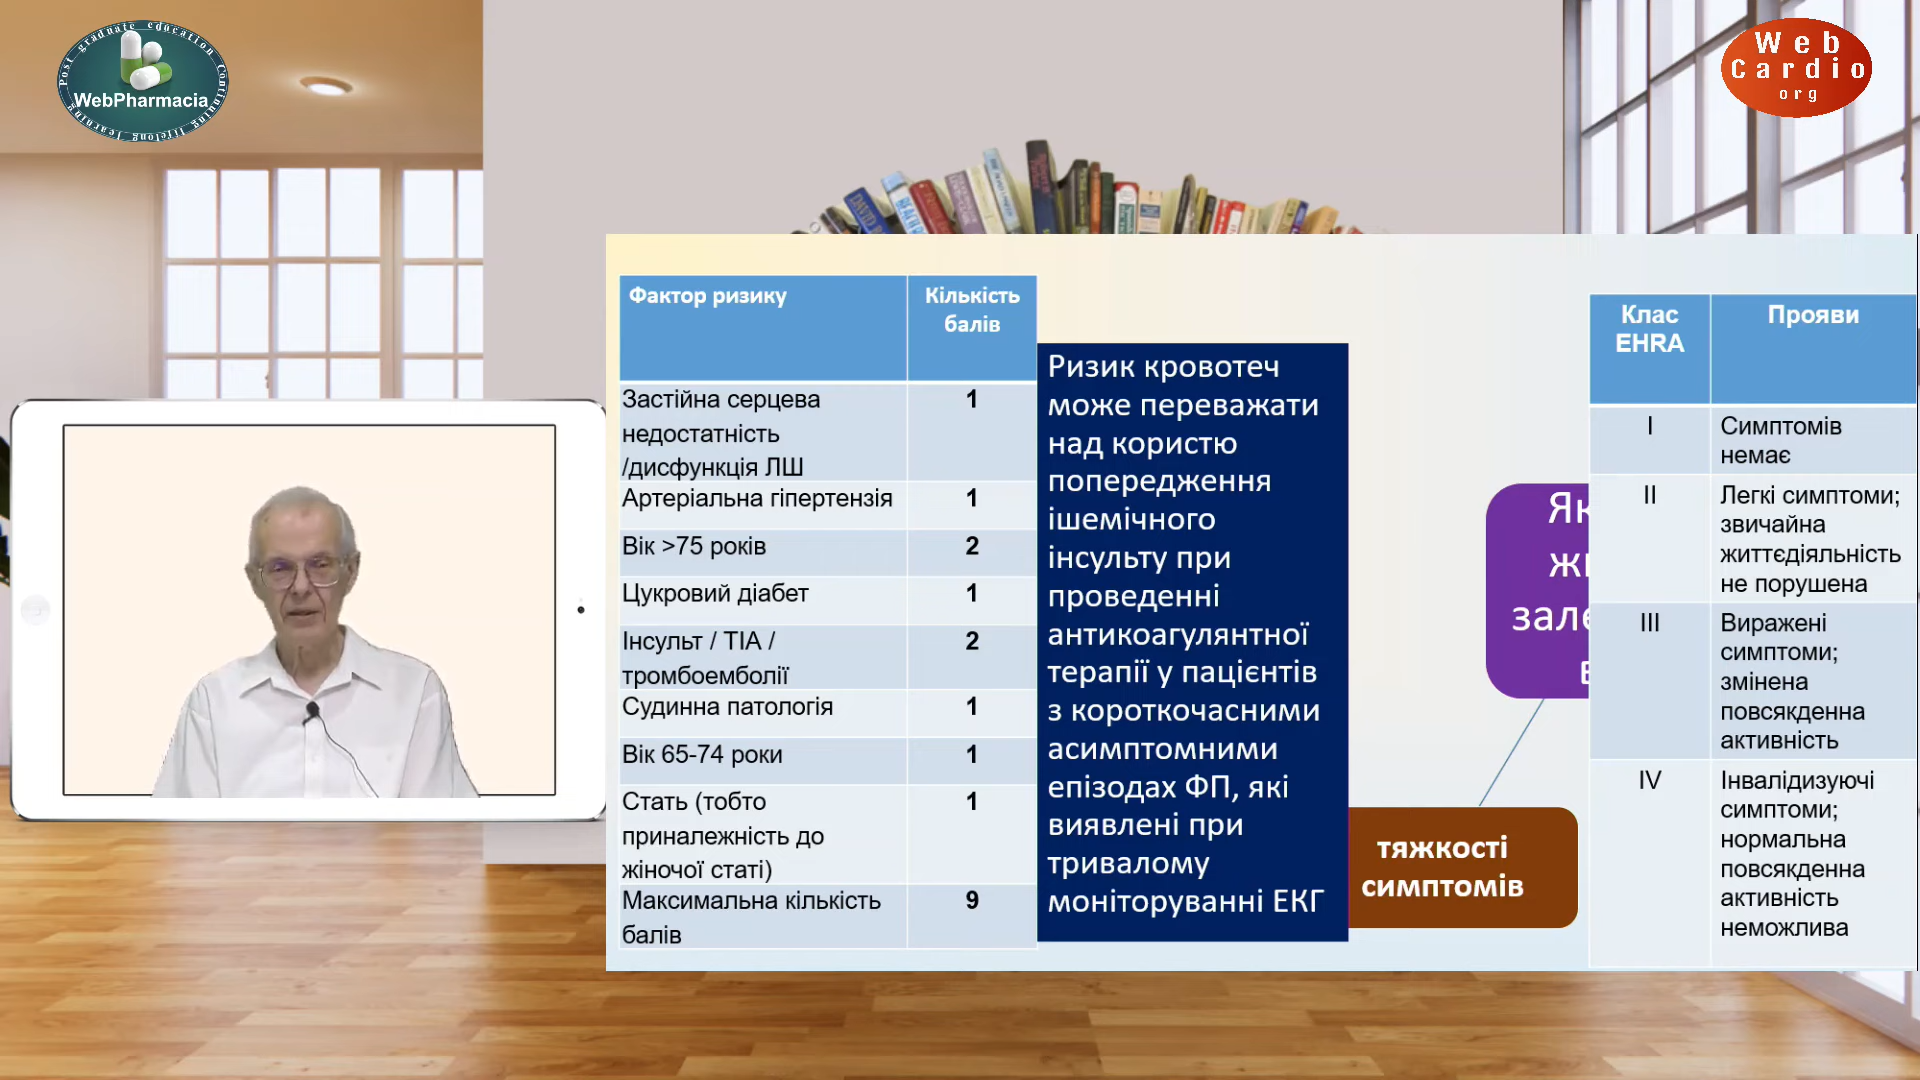 Post graduate education Continuing lifelong learning
WebPharmacia
Web
Cardio
org
Фактор ризику
Кількість
балів
Застійна серцева
недостатність
/дисфункція ЛШ
1
Артеріальна гіпертензія
1
Вік >75 років
2
Цукровий діабет
1
Інсульт / ТІА /
тромбоемболії
2
Судинна патологія
1
Вік 65-74 роки
1
Стать (тобто
приналежність до
жіночої статі)
1
Максимальна кількість
балів
9
Ризик кровотеч
може переважати
над користю
попередження
ішемічного
інсульту при
проведенні
антикоагулянтної
терапії у пацієнтів
з короткочасними
асимптомними
епізодах ФП, які
виявлені при
тривалому
моніторуванні ЕКГ
тяжкості
симптомів
Клас
EHRA
Прояви
I
Симптомів
немає
II
Легкі симптоми;
звичайна
життєдіяльність
не порушена
III
Виражені
симптоми;
змінена
повсякденна
активність
IV
Інвалідизуючі
симптоми;
нормальна
повсякденна
активність
неможлива